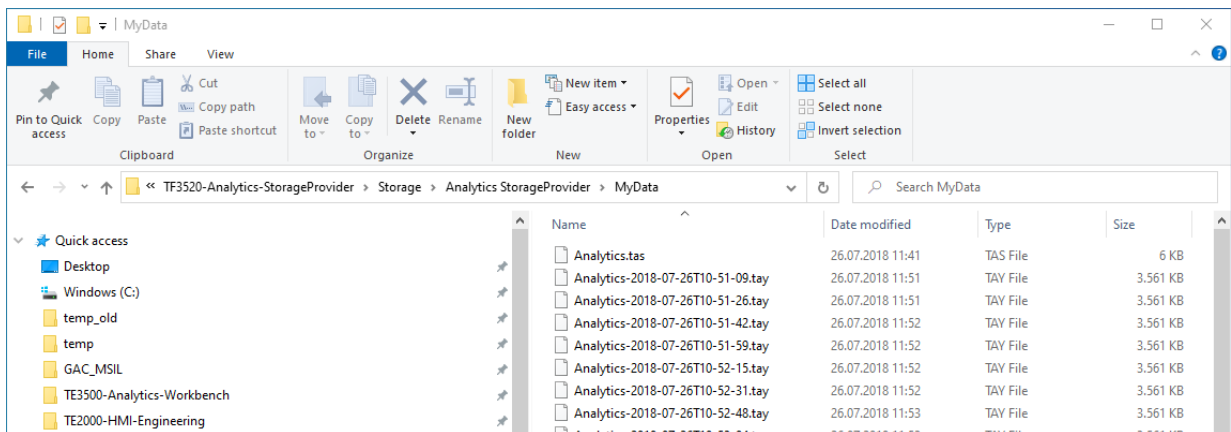 MyData
File Home Share View
Pin to Quick access
Copy
Paste
Cut
Copy path
Paste shortcut
Clipboard
Move to
Copy to
Delete
Rename
Organize
New folder
New item
Easy access
New
Properties
Open
Edit
History
Open
Select all
Select none
Invert selection
Select
« TF3520-Analytics-StorageProvider > Storage > Analytics StorageProvider > MyData
Search MyData
Quick access
Desktop
Windows (C:)
temp_old
temp
GAC_MSIL
TE3500-Analytics-Workbench
TE2000-HMI-Engineering
Name Date modified Type Size
Analytics.tas 26.07.2018 11:41 TAS File 6 KB
Analytics-2018-07-26T10-51-09.tay 26.07.2018 11:51 TAY File 3.561 KB
Analytics-2018-07-26T10-51-26.tay 26.07.2018 11:51 TAY File 3.561 KB
Analytics-2018-07-26T10-51-42.tay 26.07.2018 11:52 TAY File 3.561 KB
Analytics-2018-07-26T10-51-59.tay 26.07.2018 11:52 TAY File 3.561 KB
Analytics-2018-07-26T10-52-15.tay 26.07.2018 11:52 TAY File 3.561 KB
Analytics-2018-07-26T10-52-31.tay 26.07.2018 11:52 TAY File 3.561 KB
Analytics-2018-07-26T10-52-48.tay 26.07.2018 11:53 TAY File 3.561 KB